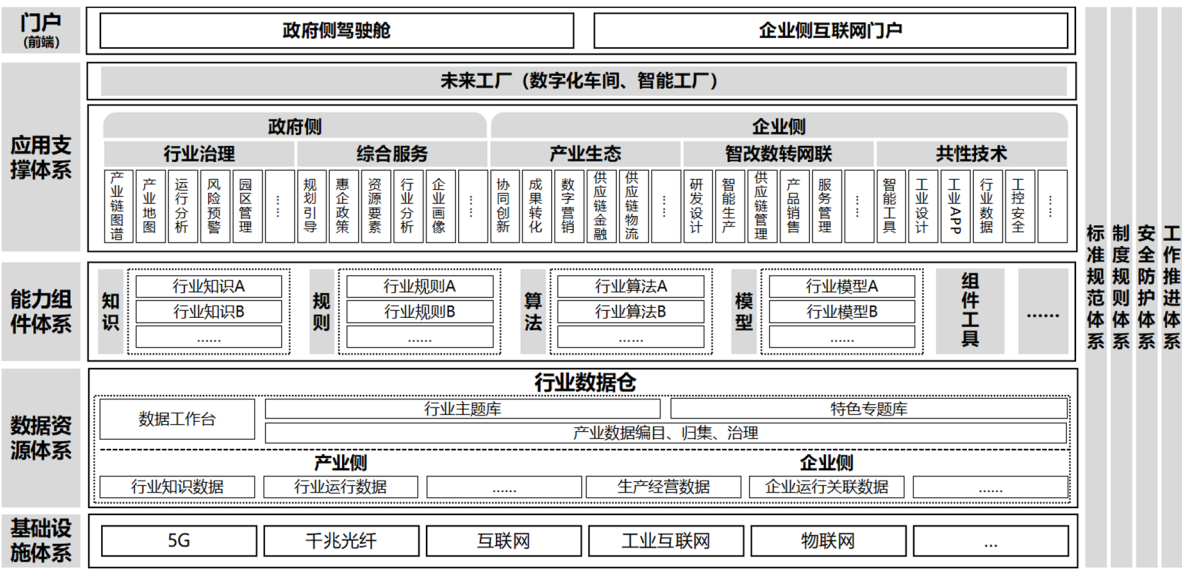 门户
(前端)
政府侧驾驶舱
企业侧互联网门户
应用支
撑体系
未来工厂（数字化车间、智能工厂）
政府侧
企业侧
行业治理
综合服务
产业生态
智改数转网联
共性技术
产业链图谱
产业地图
运行分析
风险预警
园区管理
……
规划引导
惠企政策
资源要素
行业分析
企业画像
……
协同创新
成果转化
数字营销
供应链金融
供应链物流
……
研发设计
智能生产
供应链管理
产品销售
服务管理
……
智能工具
工业设计
工业APP
行业数据
工控安全
……
能力组
件体系
知识
行业知识A
行业知识B
……
规则
行业规则A
行业规则B
……
算法
行业算法A
行业算法B
……
模型
行业模型A
行业模型B
……
组件工具
……
数据资
源体系
行业数据仓
数据工作台
行业主题库
特色专题库
产业数据编目、归集、治理
产业侧
企业侧
行业知识数据
行业运行数据
……
生产经营数据
企业运行关联数据
……
基础设
施体系
5G
千兆光纤
互联网
工业互联网
物联网
…
标准规范体系
制度规则体系
安全防护体系
工作推进体系